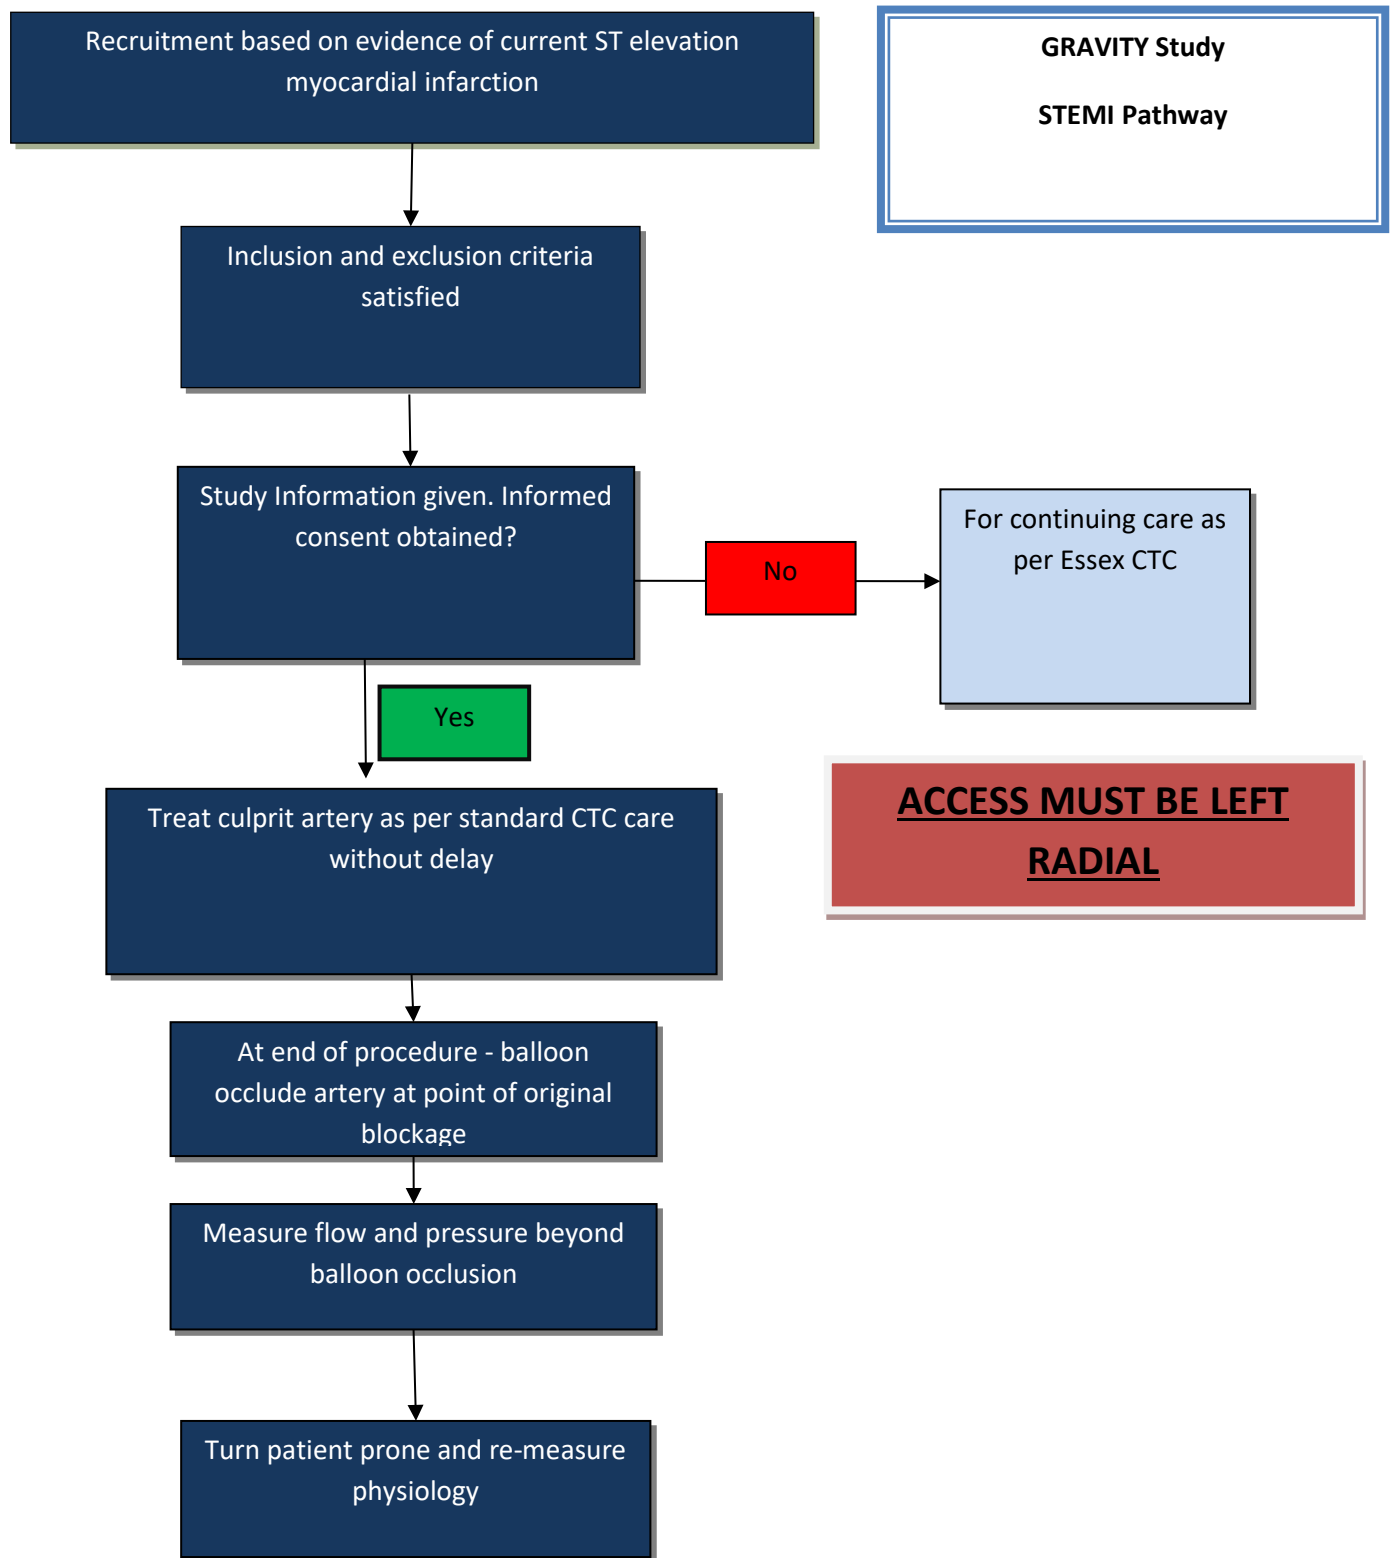 Recruitment based on evidence of current ST elevation
myocardial infarction
GRAVITY Study
STEMI Pathway
Inclusion and exclusion criteria
satisfied
Study Information given. Informed
consent obtained?
No
For continuing care as
per Essex CTC
Yes
ACCESS MUST BE LEFT
RADIAL
Treat culprit artery as per standard CTC care
without delay
At end of procedure - balloon
occlude artery at point of original
blockage
Measure flow and pressure beyond
balloon occlusion
Turn patient prone and re-measure
physiology